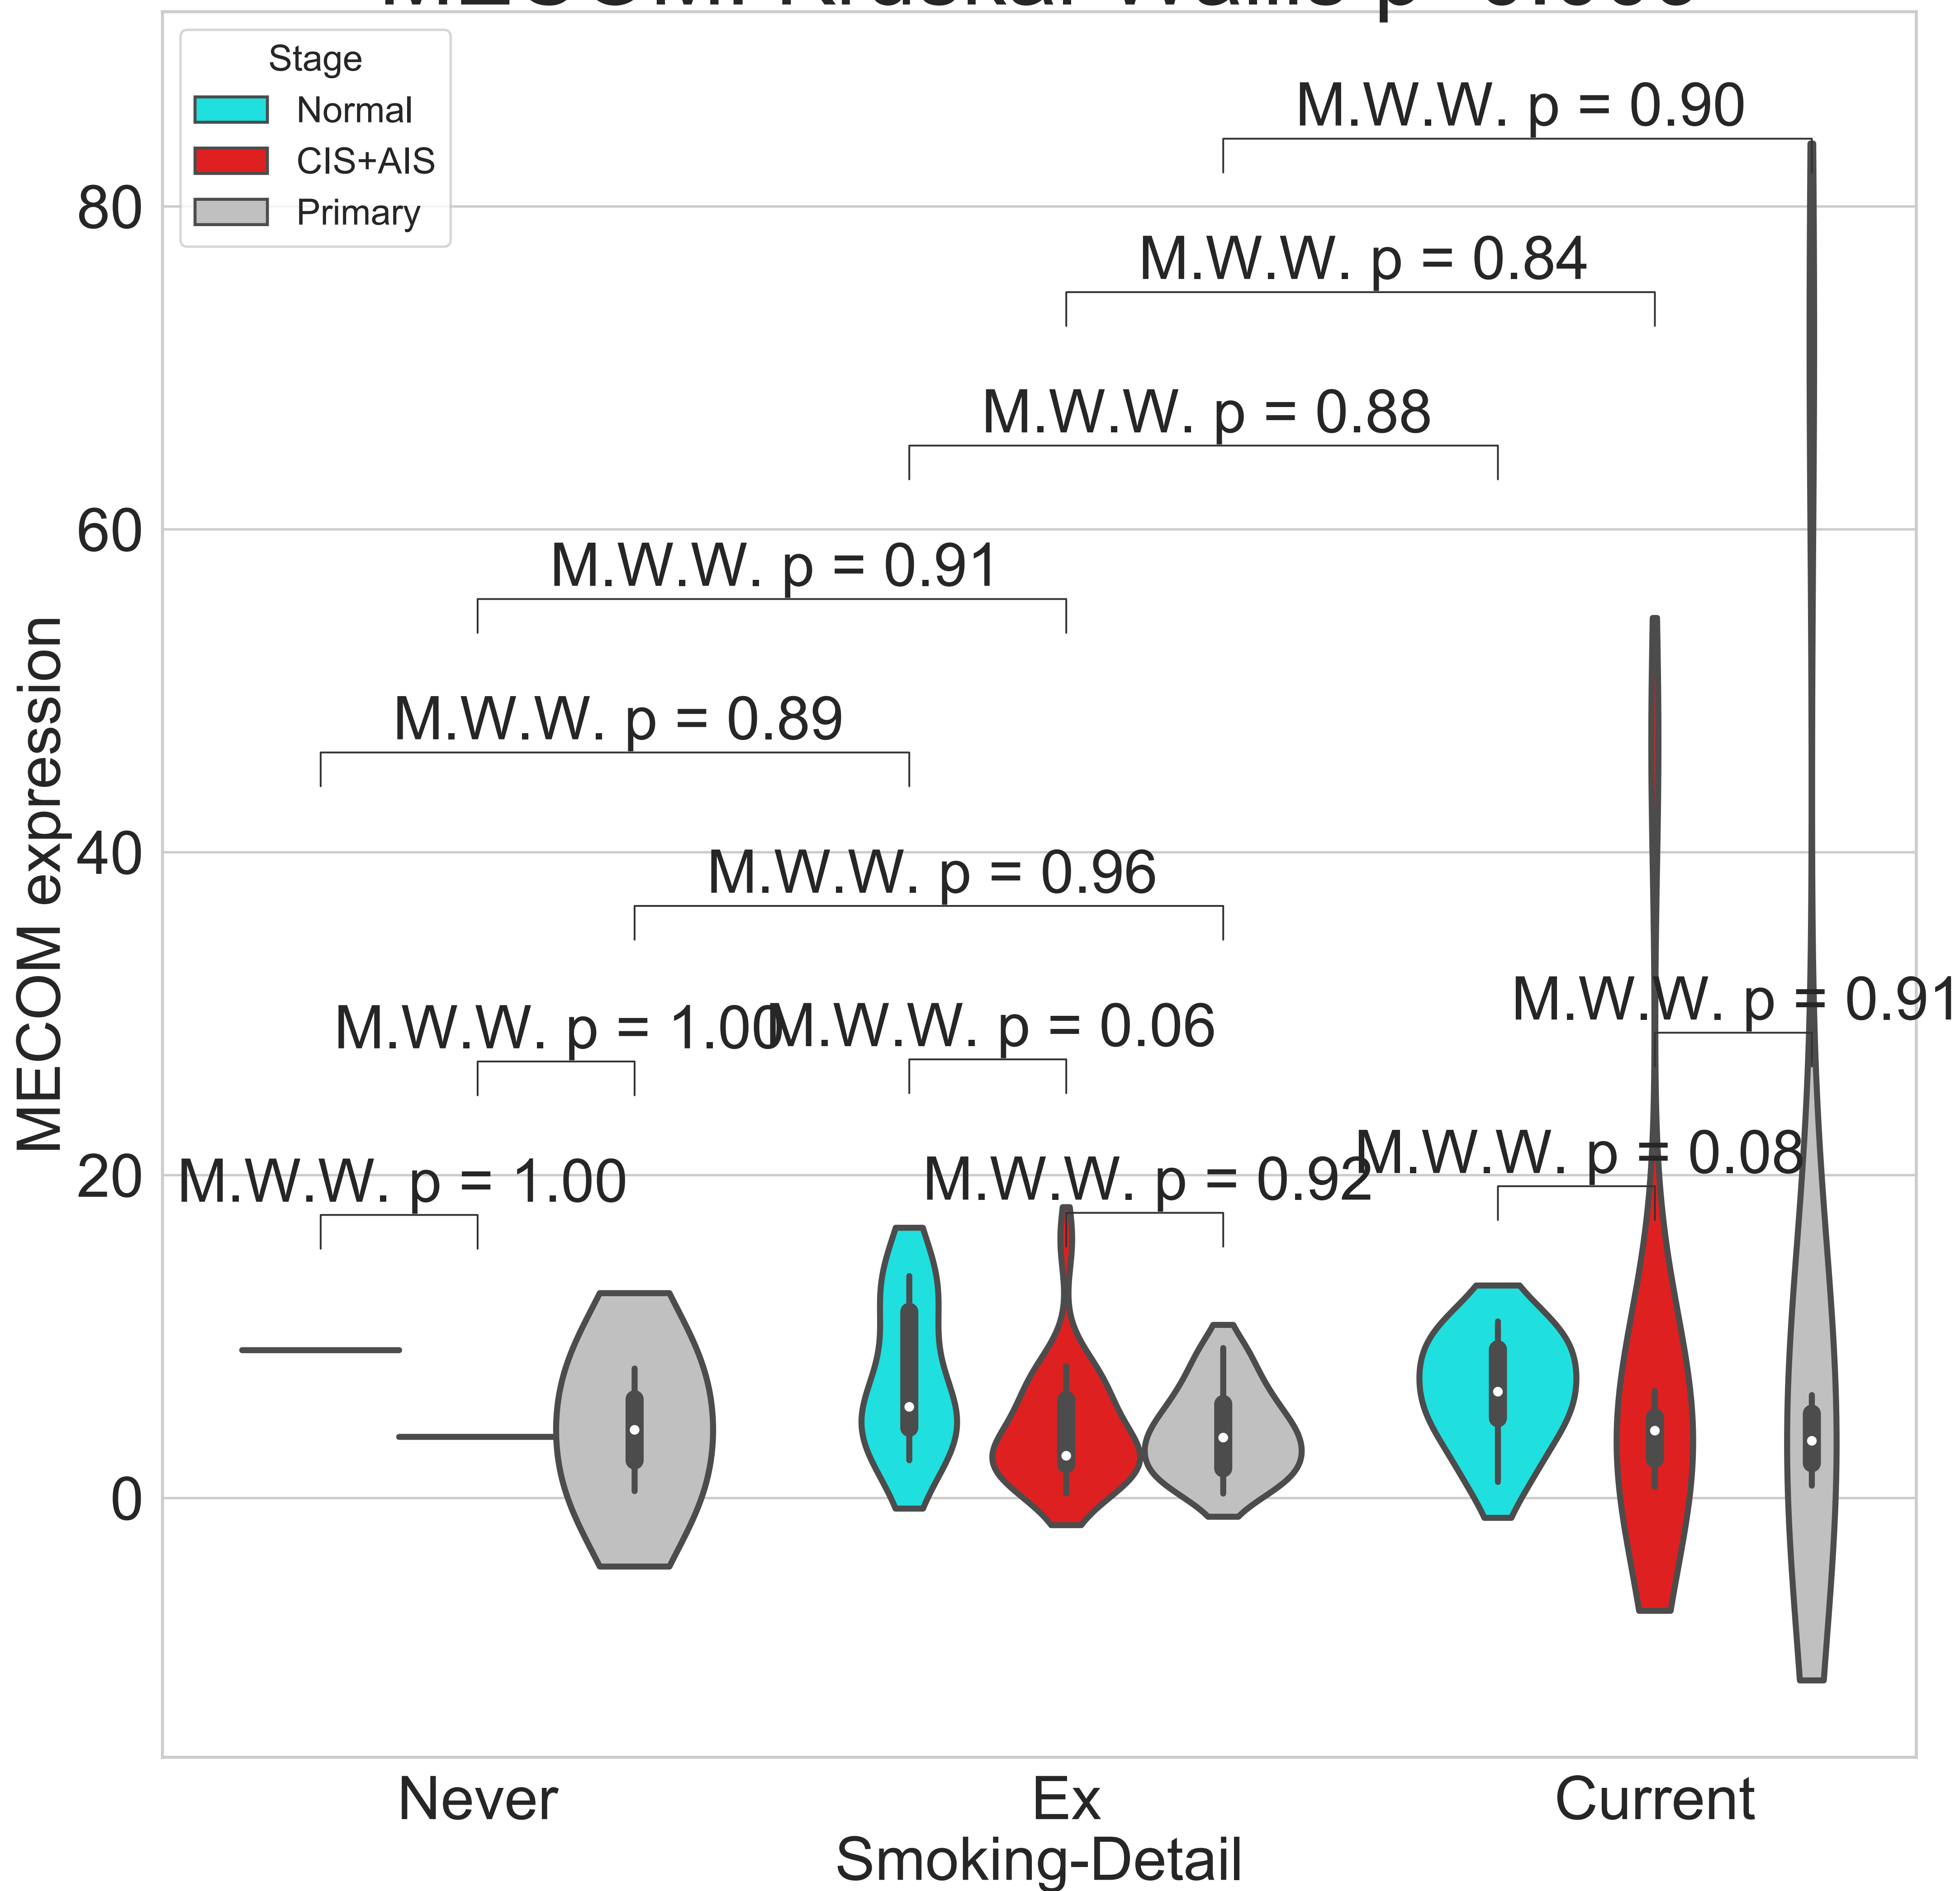 Stage
Normal
CIS+AIS
Primary
M.W.W. p = 0.90
80
M.W.W. p = 0.84
M.W.W. p = 0.88
60
M.W.W. p = 0.91
M.W.W. p = 0.89
MECOM expression
40
M.W.W. p = 0.96
M.W.W. p = 0.91
M.W.W. p = 1.00
M.W.W. p = 0.06
M.W.W. p = 0.08
20
M.W.W. p = 1.00
M.W.W. p = 0.92
0
Never
Ex
Current
Smoking-Detail